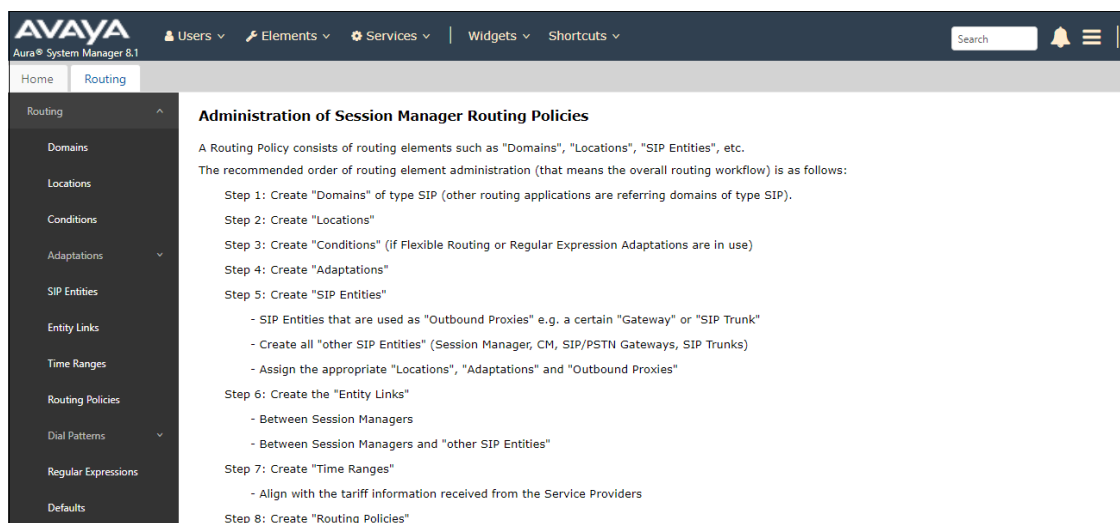 AVAYA
Aura® System Manager 8.1
Users Elements Services | Widgets Shortcuts
Search
Home Routing
Routing
Domains
Locations
Conditions
Adaptations
SIP Entities
Entity Links
Time Ranges
Routing Policies
Dial Patterns
Regular Expressions
Defaults
Administration of Session Manager Routing Policies
A Routing Policy consists of routing elements such as "Domains", "Locations", "SIP Entities", etc.
The recommended order of routing element administration (that means the overall routing workflow) is as follows:
Step 1: Create "Domains" of type SIP (other routing applications are referring domains of type SIP).
Step 2: Create "Locations"
Step 3: Create "Conditions" (if Flexible Routing or Regular Expression Adaptations are in use)
Step 4: Create "Adaptations"
Step 5: Create "SIP Entities"
- SIP Entities that are used as "Outbound Proxies" e.g. a certain "Gateway" or "SIP Trunk"
- Create all "other SIP Entities" (Session Manager, CM, SIP/PSTN Gateways, SIP Trunks)
- Assign the appropriate "Locations", "Adaptations" and "Outbound Proxies"
Step 6: Create the "Entity Links"
- Between Session Managers
- Between Session Managers and "other SIP Entities"
Step 7: Create "Time Ranges"
- Align with the tariff information received from the Service Providers
Step 8: Create "Routing Policies"